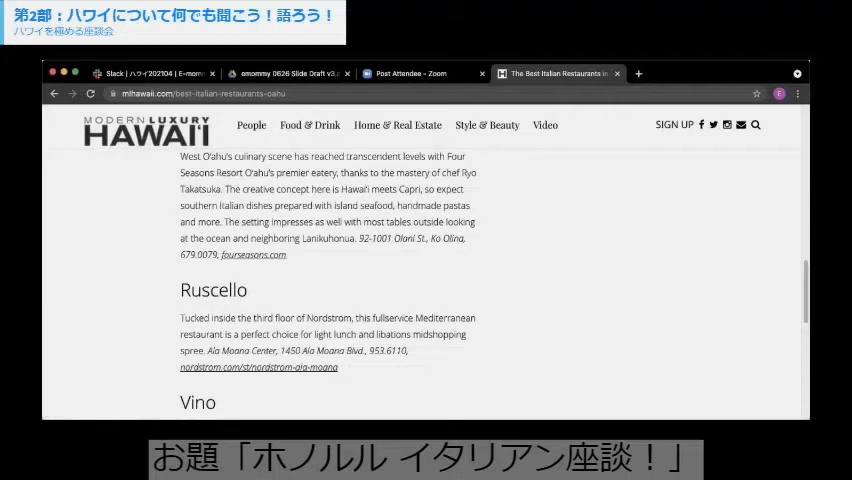 第2部：ハワイについて何でも聞こう！語ろう！
ハワイを極める座談会
Slack | ハワイ202104 | E-momm
emommy 0626 Slide Draft v3.p
Post Attendee - Zoom
The Best Italian Restaurants in
mlhawaii.com/best-italian-restaurants-oahu
E
MODERN LUXURY
HAWAI'I
People Food & Drink Home & Real Estate Style & Beauty Video
SIGN UP
West O'ahu's culinary scene has reached transcendent levels with Four
Seasons Resort O'ahu's premier eatery, thanks to the mastery of chef Ryo
Takatsuka. The creative concept here is Hawai'i meets Capri, so expect
southern Italian dishes prepared with island seafood, handmade pastas
and more. The setting impresses as well with most tables outside looking
at the ocean and neighboring Lanikuhonua. 92-1001 Olani St., Ko Olina,
679.0079, fourseasons.com
Ruscello
Tucked inside the third floor of Nordstrom, this fullservice Mediterranean
restaurant is a perfect choice for light lunch and libations midshopping
spree. Ala Moana Center, 1450 Ala Moana Blvd., 953.6110,
nordstrom.com/st/nordstrom-ala-moana
Vino
お題「ホノルル イタリアン座談！」